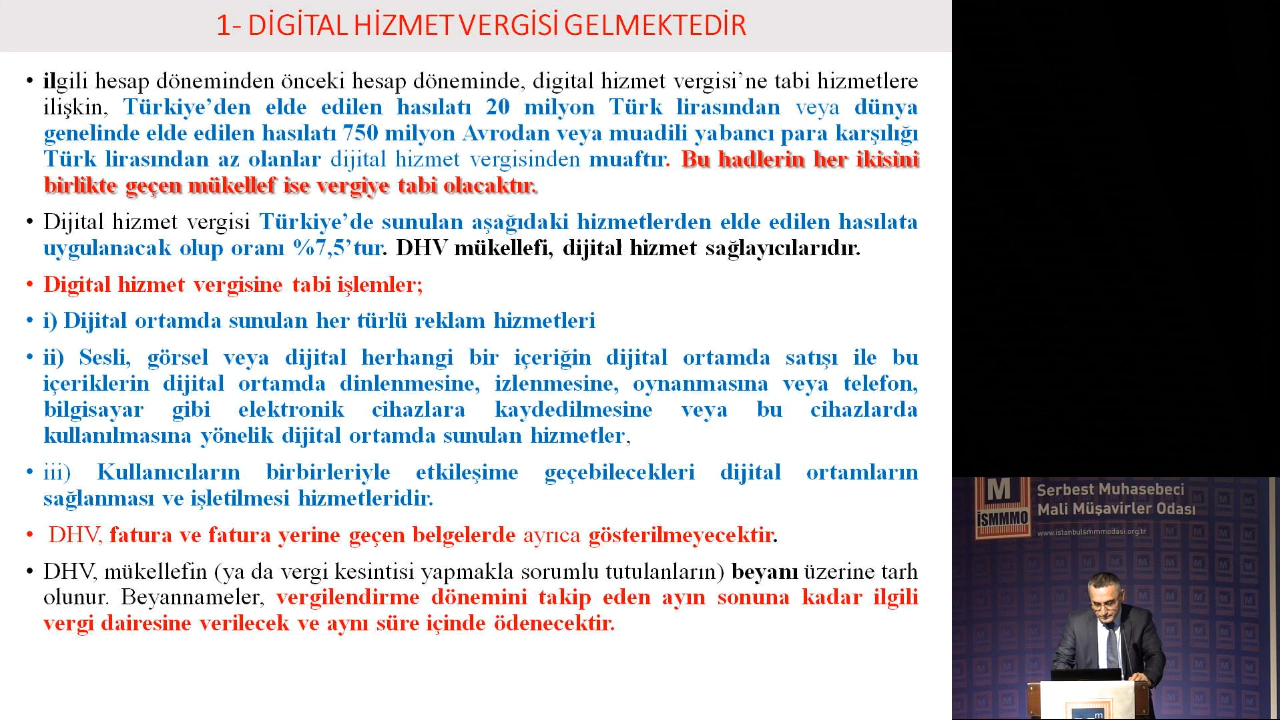 1- DİGİTAL HİZMET VERGİSİ GELMEKTEDİR
• ilgili hesap döneminden önceki hesap döneminde, digital hizmet vergisi'ne tabi hizmetlere
ilişkin, Türkiye'den elde edilen hasılatı 20 milyon Türk lirasından veya dünya
genelinde elde edilen hasılatı 750 milyon Avrodan veya muadili yabancı para karşılığı
Türk lirasından az olanlar dijital hizmet vergisinden muaftır. Bu hadlerin her ikisini
birlikte geçen mükellef ise vergiye tabi olacaktır.
• Dijital hizmet vergisi Türkiye'de sunulan aşağıdaki hizmetlerden elde edilen hasılata
uygulanacak olup oranı %7,5'tur. DHV mükellefi, dijital hizmet sağlayıcılarıdır.
• Digital hizmet vergisine tabi işlemler;
• i) Dijital ortamda sunulan her türlü reklam hizmetleri
• ii) Sesli, görsel veya dijital herhangi bir içeriğin dijital ortamda satışı ile bu
içeriklerin dijital ortamda dinlenmesine, izlenmesine, oynanmasına veya telefon,
bilgisayar gibi elektronik cihazlara kaydedilmesine veya bu cihazlarda
kullanılmasına yönelik dijital ortamda sunulan hizmetler,
• iii) Kullanıcıların birbirleriyle etkileşime geçebilecekleri dijital ortamların
sağlanması ve işletilmesi hizmetleridir.
• DHV, fatura ve fatura yerine geçen belgelerde ayrıca gösterilmeyecektir.
• DHV, mükellefin (ya da vergi kesintisi yapmakla sorumlu tutulanların) beyanı üzerine tarh
olunur. Beyannameler, vergilendirme dönemini takip eden ayın sonuna kadar ilgili
vergi dairesine verilecek ve aynı süre içinde ödenecektir.
M
İSMMMO
Serbest Muhasebeci
Mali Müşavirler Odası
www.istanbulsmmmodasi.org.tr